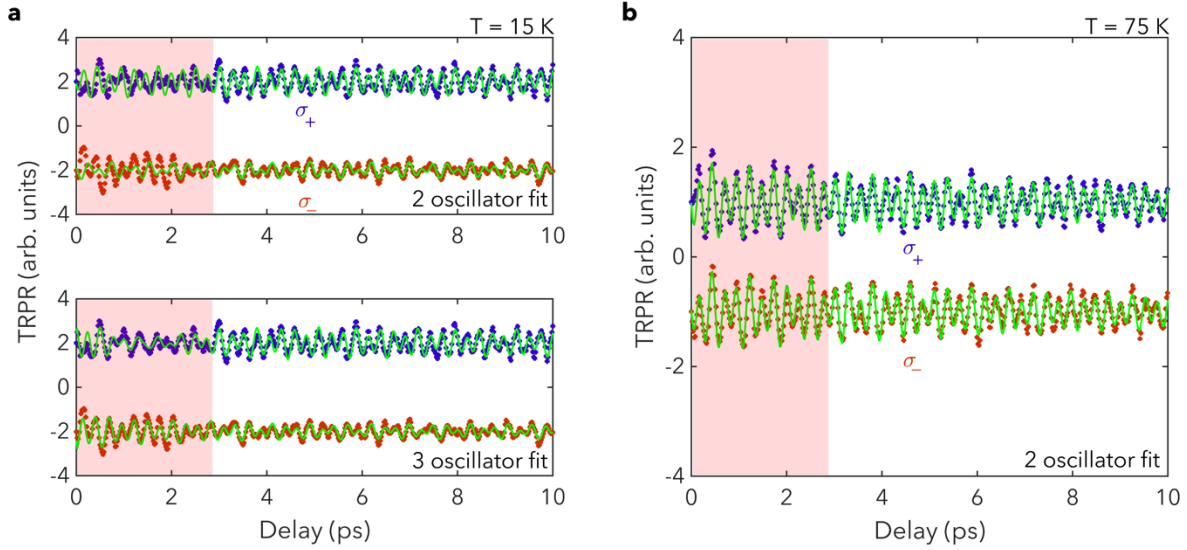 a
T = 15 K
4
2
0
-2
-4
σ+
σ_
2 oscillator fit
0 2 4 6 8 10
4
2
0
-2
-4
3 oscillator fit
0 2 4 6 8 10
TRPR (arb. units)
Delay (ps)
b
T = 75 K
4
2
0
-2
-4
TRPR (arb. units)
σ+
σ_
2 oscillator fit
0 2 4 6 8 10
Delay (ps)